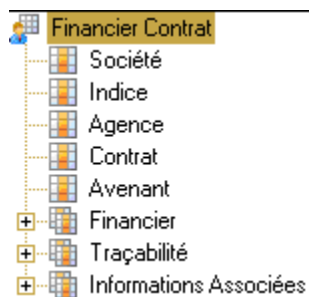 Financier Contrat
Société
Indice
Agence
Contrat
Avenant
Financier
Traçabilité
Informations Associées